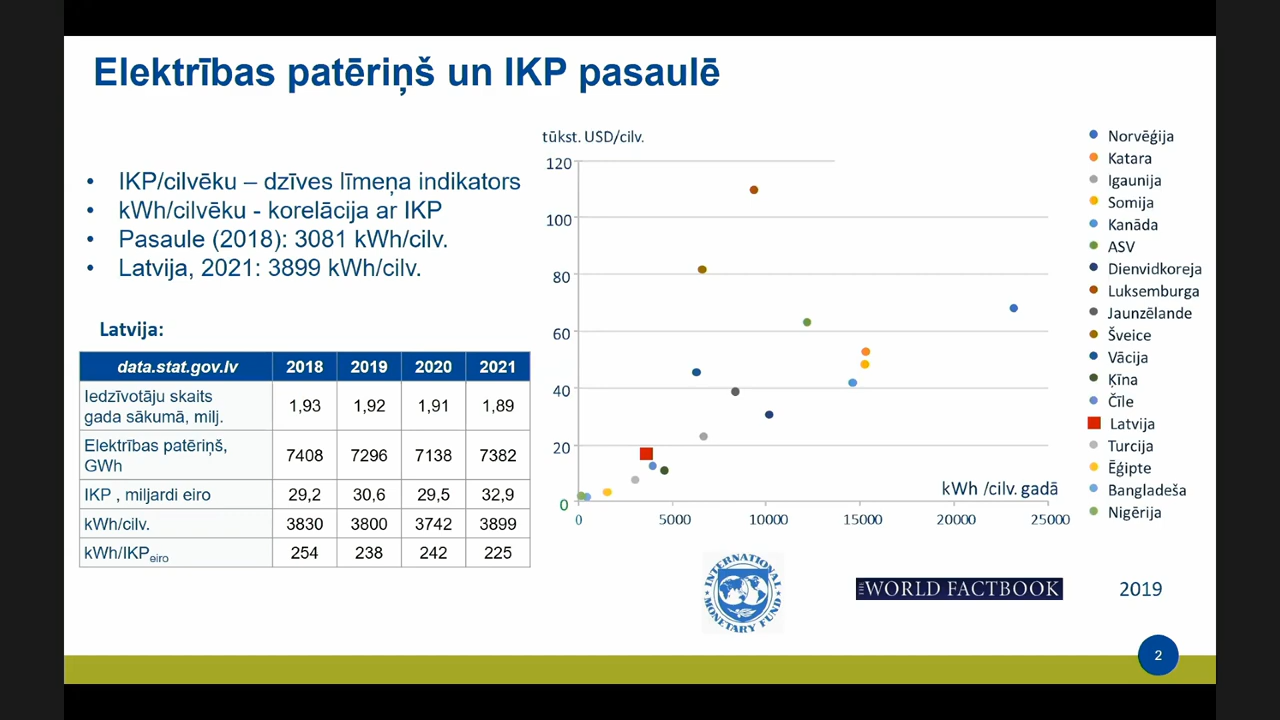 Elektrības patēriņš un IKP pasaulē
• IKP/cilvēku – dzīves līmeņa indikators
• kWh/cilvēku - korelācija ar IKP
• Pasaule (2018): 3081 kWh/cilv.
• Latvija, 2021: 3899 kWh/cilv.
Latvija:
data.stat.gov.lv 2018 2019 2020 2021
Iedzīvotāju skaits
gada sākumā, milj. 1,93 1,92 1,91 1,89
Elektrības patēriņš,
GWh 7408 7296 7138 7382
IKP , miljardi eiro 29,2 30,6 29,5 32,9
kWh/cilv. 3830 3800 3742 3899
kWh/IKPeiro 254 238 242 225
tūkst. USD/cilv.
120
100
80
60
40
20
0
0 5000 10000 15000 20000 25000
kWh /cilv. gadā
Norvēģija
Katara
Igaunija
Somija
Kanāda
ASV
Dienvidkoreja
Luksemburga
Jaunzēlande
Šveice
Vācija
Ķīna
Čīle
Latvija
Turcija
Ēģipte
Bangladeša
Nigērija
INTERNATIONAL
MONETARY FUND
THE WORLD FACTBOOK
2019
2